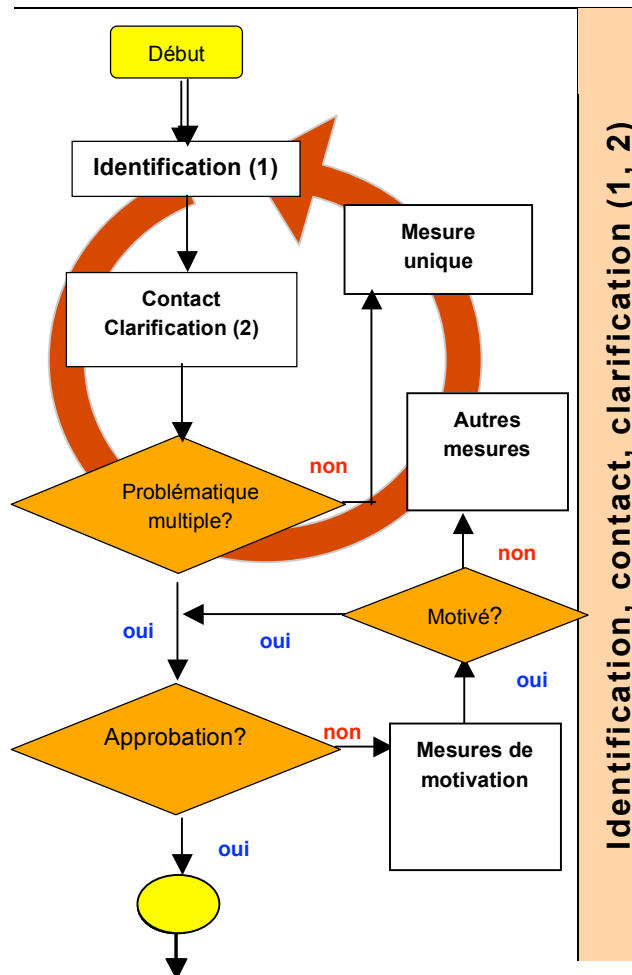 Début
Identification (1)
Mesure
unique
Contact
Clarification (2)
Autres
mesures
non
Problématique
multiple?
non
Motivé?
oui
oui
oui
Approbation?
non
Mesures de
motivation
oui
Identification, contact, clarification (1, 2)